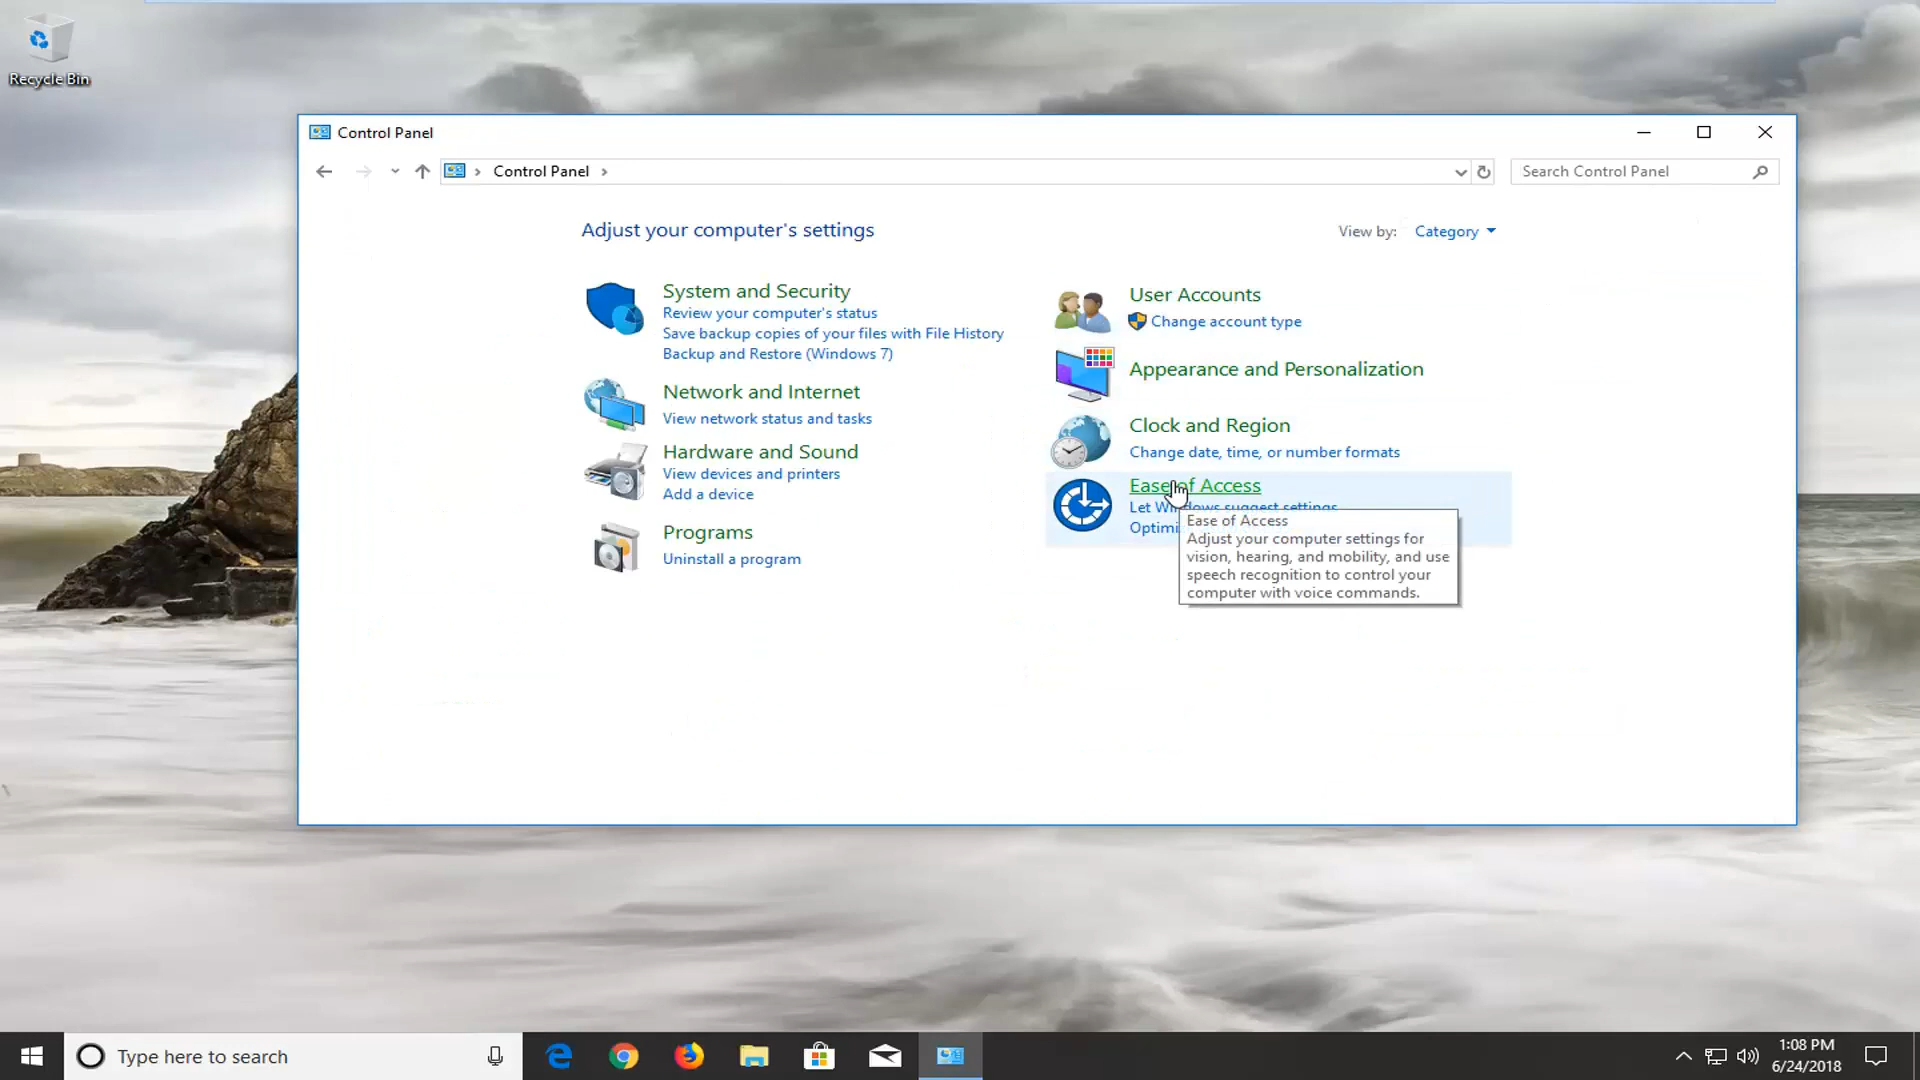 Recycle Bin
Control Panel
Control Panel
Search Control Panel
Adjust your computer's settings
View by: Category
System and Security
Review your computer's status
Save backup copies of your files with File History
Backup and Restore (Windows 7)
Network and Internet
View network status and tasks
Hardware and Sound
View devices and printers
Add a device
Programs
Uninstall a program
User Accounts
Change account type
Appearance and Personalization
Clock and Region
Change date, time, or number formats
Ease of Access
Let Windows suggest settings
Optimi
Ease of Access
Adjust your computer settings for
vision, hearing, and mobility, and use
speech recognition to control your
computer with voice commands.
Type here to search
1:08 PM
6/24/2018